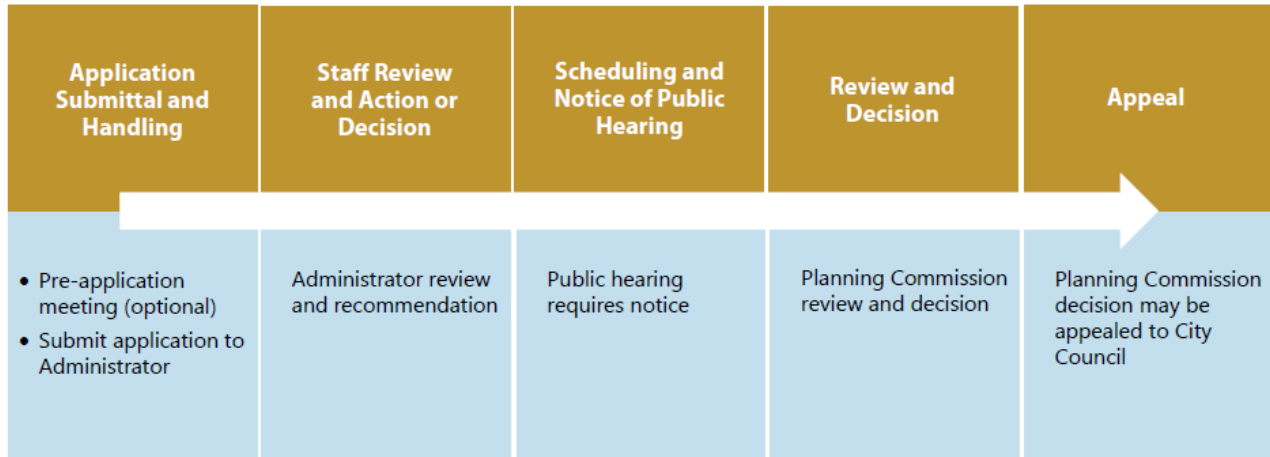 Application
Submittal and
Handling
Staff Review
and Action or
Decision
Scheduling and
Notice of Public
Hearing
Review and
Decision
Appeal
• Pre-application
meeting (optional)
• Submit application to
Administrator
Administrator review
and recommendation
Public hearing
requires notice
Planning Commission
review and decision
Planning Commission
decision may be
appealed to City
Council